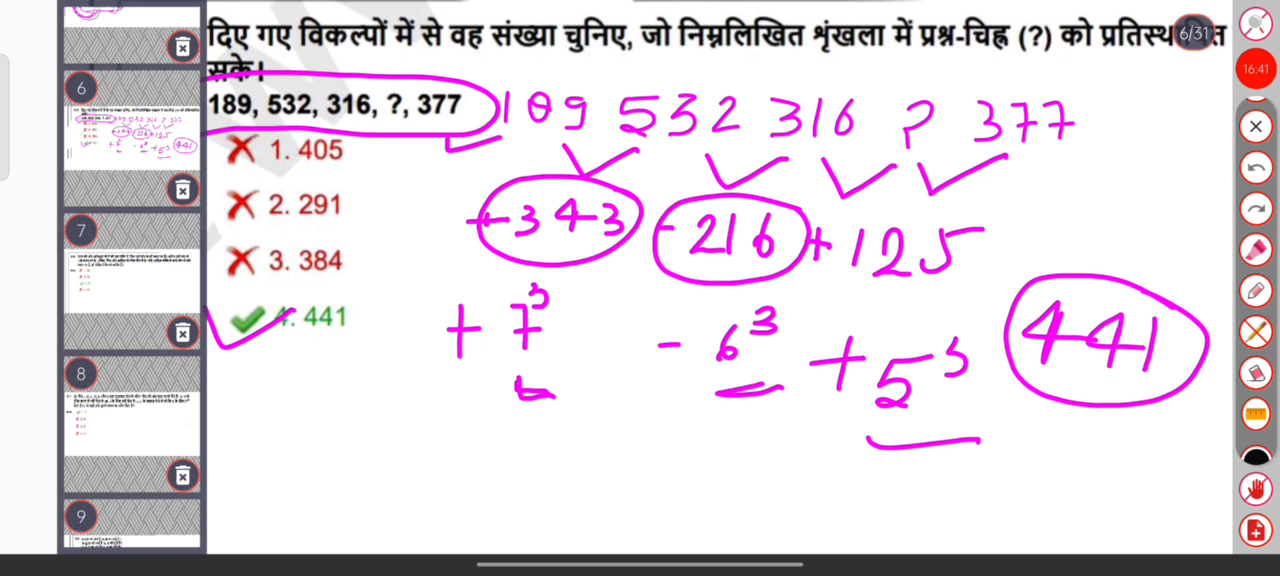 दिए गए विकल्पों में से वह संख्या चुनिए, जो निम्नलिखित शृंखला में प्रश्न-चिह्न (?) को
सके।
6/31
16:41
189, 532, 316, ?, 377
189 532 316 ? 377
1. 405
2. 291
3. 384
4. 441
+343 -216 +125
+7³ -6³ +5³
441
6
7
8
9